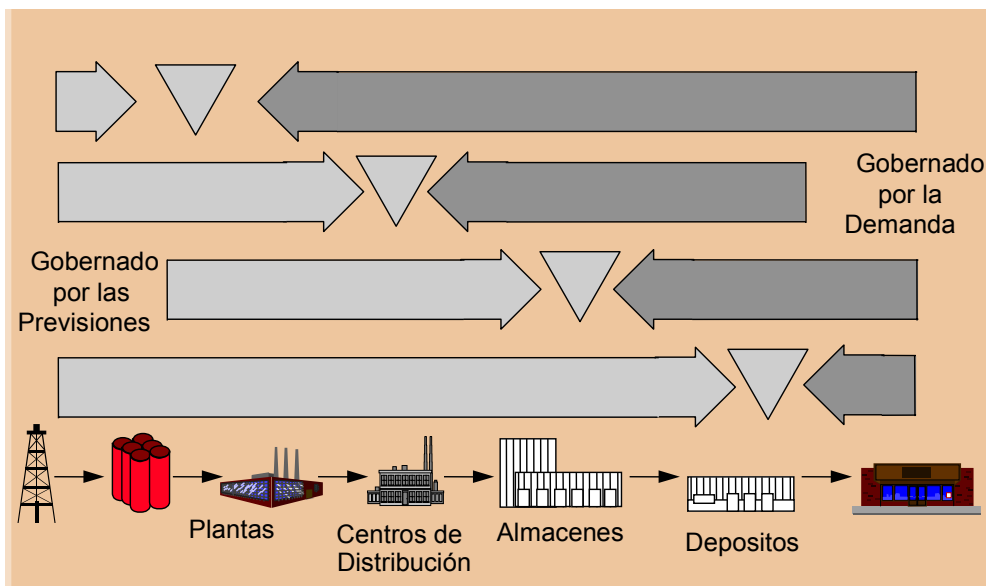 Gobernado
por la
Demanda
Gobernado
por las
Previsiones
Plantas
Centros de
Distribución
Almacenes
Depositos